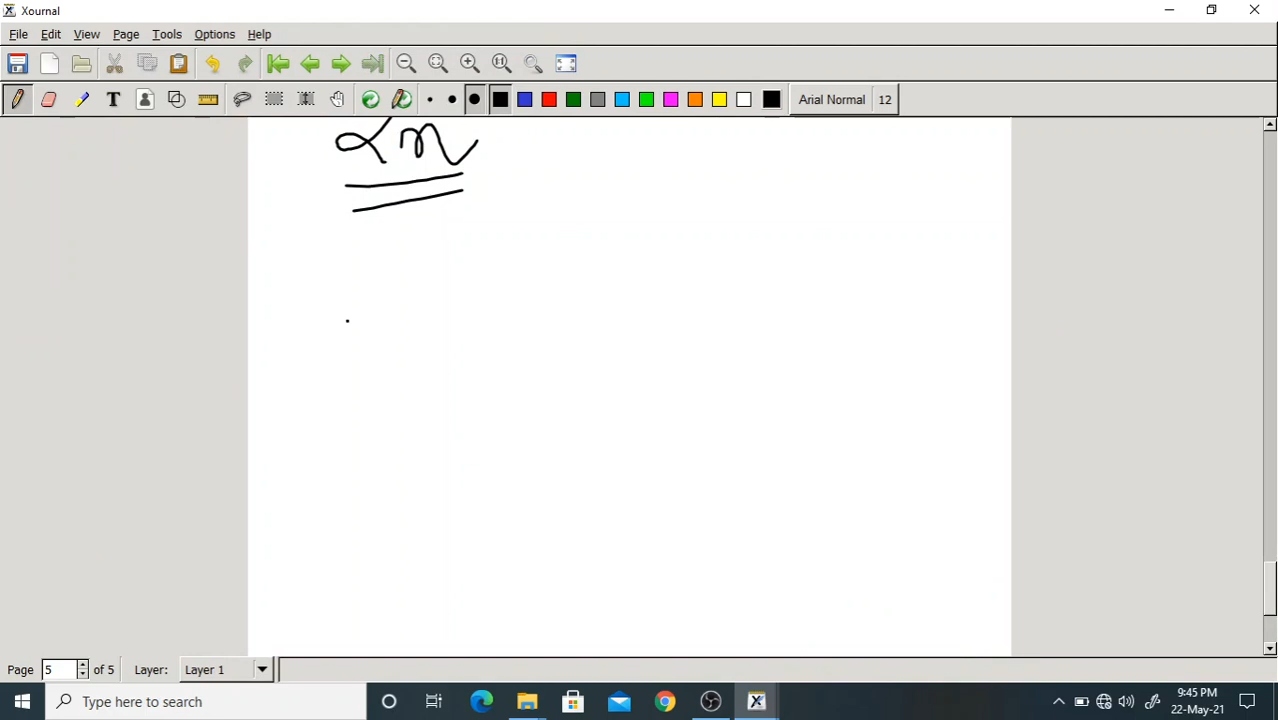 Xournal
File Edit View Page Tools Options Help
Arial Normal 12
αn
Page 5 of 5 Layer: Layer 1
Type here to search
9:45 PM
22-May-21